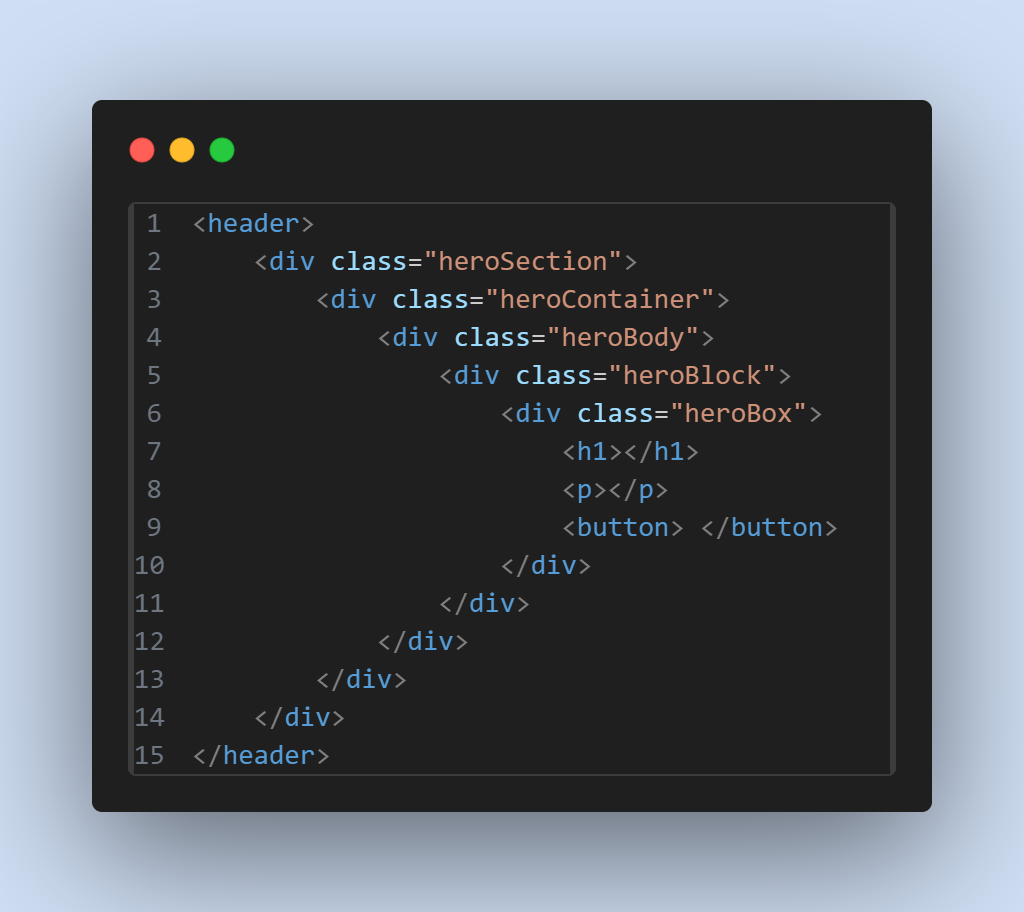 1 <header>
2     <div class="heroSection">
3         <div class="heroContainer">
4             <div class="heroBody">
5                 <div class="heroBlock">
6                     <div class="heroBox">
7                         <h1></h1>
8                         <p></p>
9                         <button> </button>
10                     </div>
11                 </div>
12             </div>
13         </div>
14     </div>
15 </header>